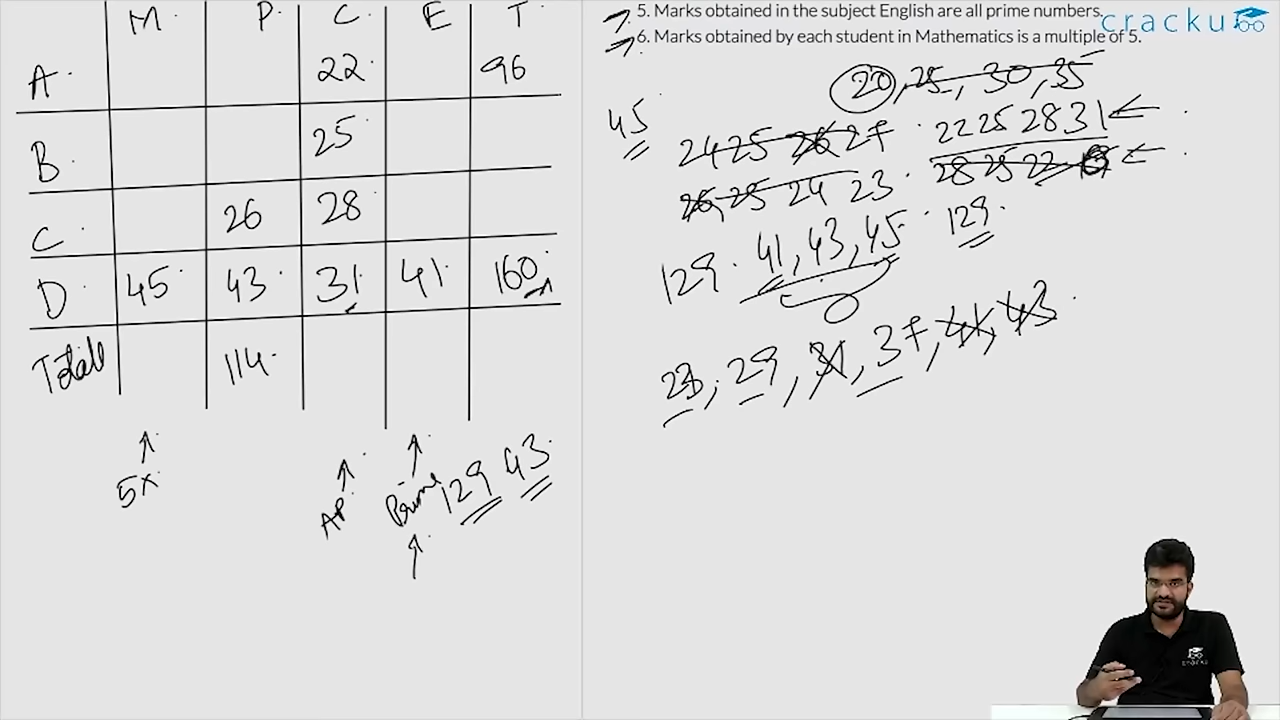 M P C E T
A 22 96
B 25
C 26 28
D 45 43 31 41 160
Total 114
5x AP Prime 129 43
5. Marks obtained in the subject English are all prime numbers.
cracku
6. Marks obtained by each student in Mathematics is a multiple of 5.
20, 25, 30, 35
45
24 25 26 27 22 25 28 31
26, 25 24 23 28 25 22
129 41, 43, 45 129
23, 29, 31, 37, 41, 43
cracku